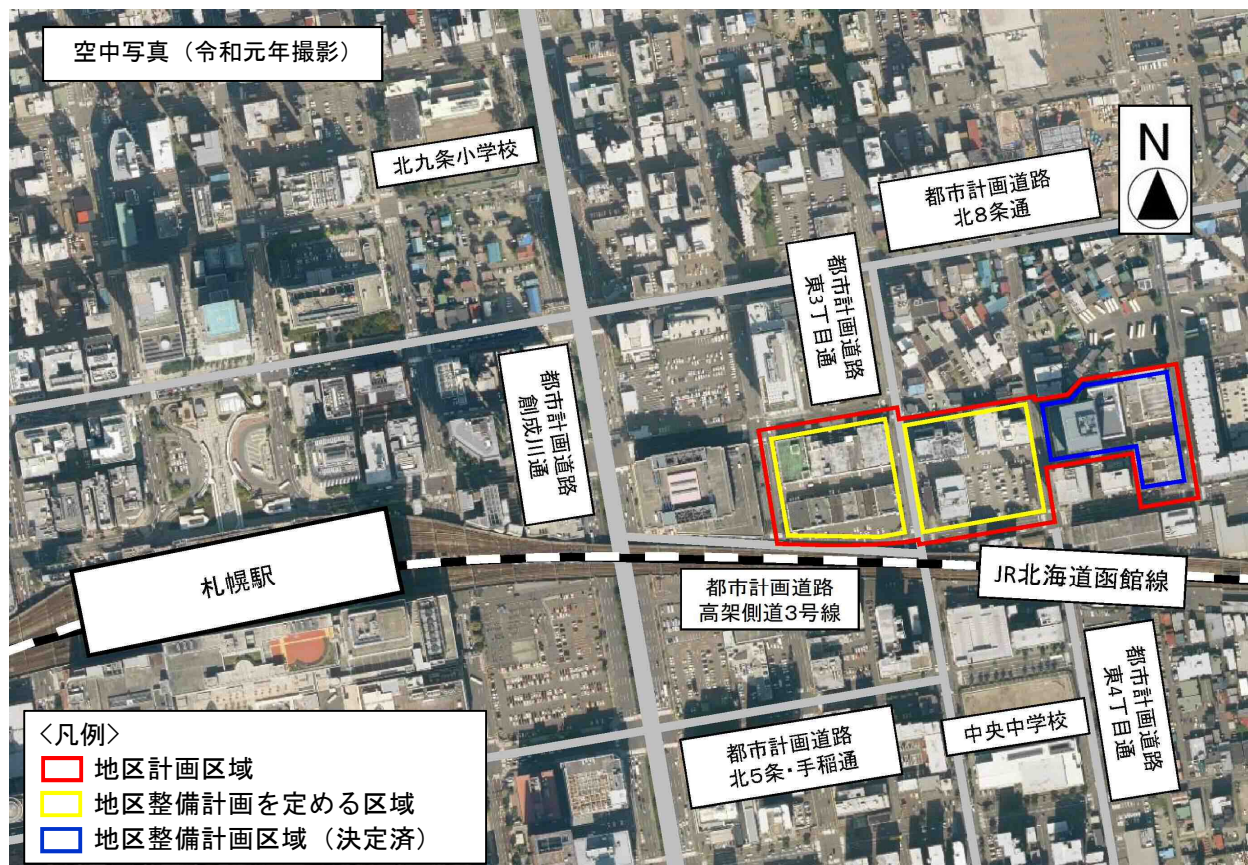 空中写真（令和元年撮影）
北九条小学校
N
都市計画道路
北8条通
都市計画道路
東3丁目通
都市計画道路
創成川通
札幌駅
都市計画道路
高架側道3号線
JR北海道函館線
都市計画道路
東4丁目通
中央中学校
都市計画道路
北5条・手稲通
<凡例>
地区計画区域
地区整備計画を定める区域
地区整備計画区域（決定済）